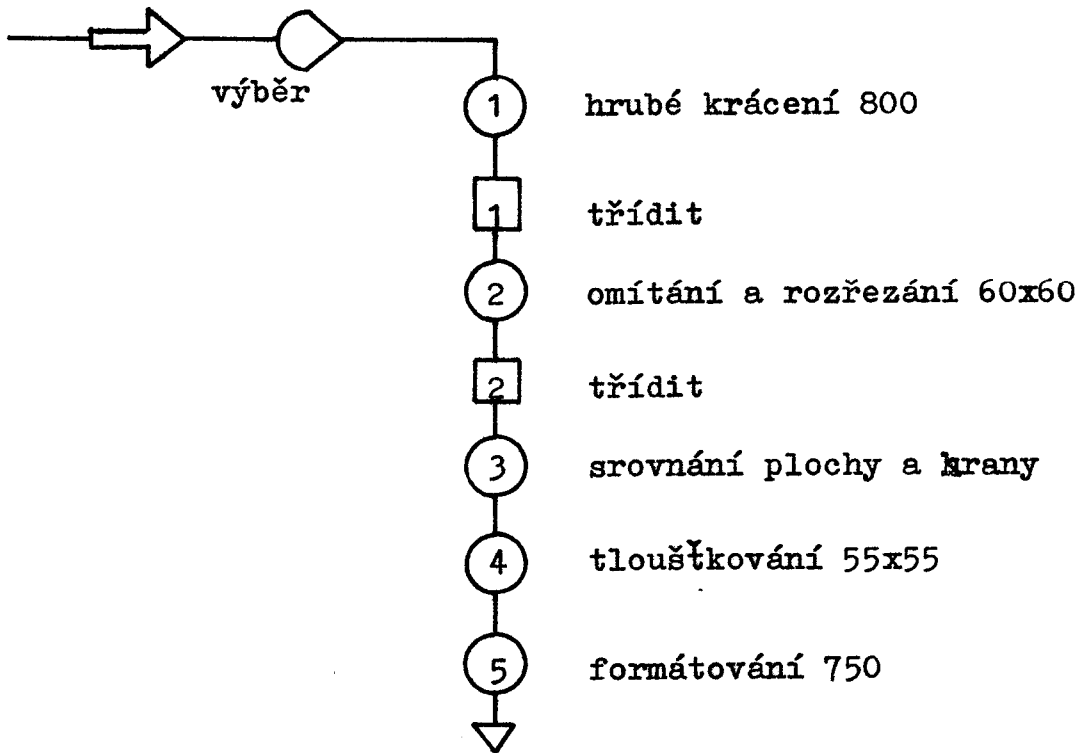 výběr
1 hrubé krácení 800
1 třídit
2 omítání a rozřezání 60x60
2 třídit
3 srovnání plochy a hrany
4 tloušťkování 55x55
5 formátování 750